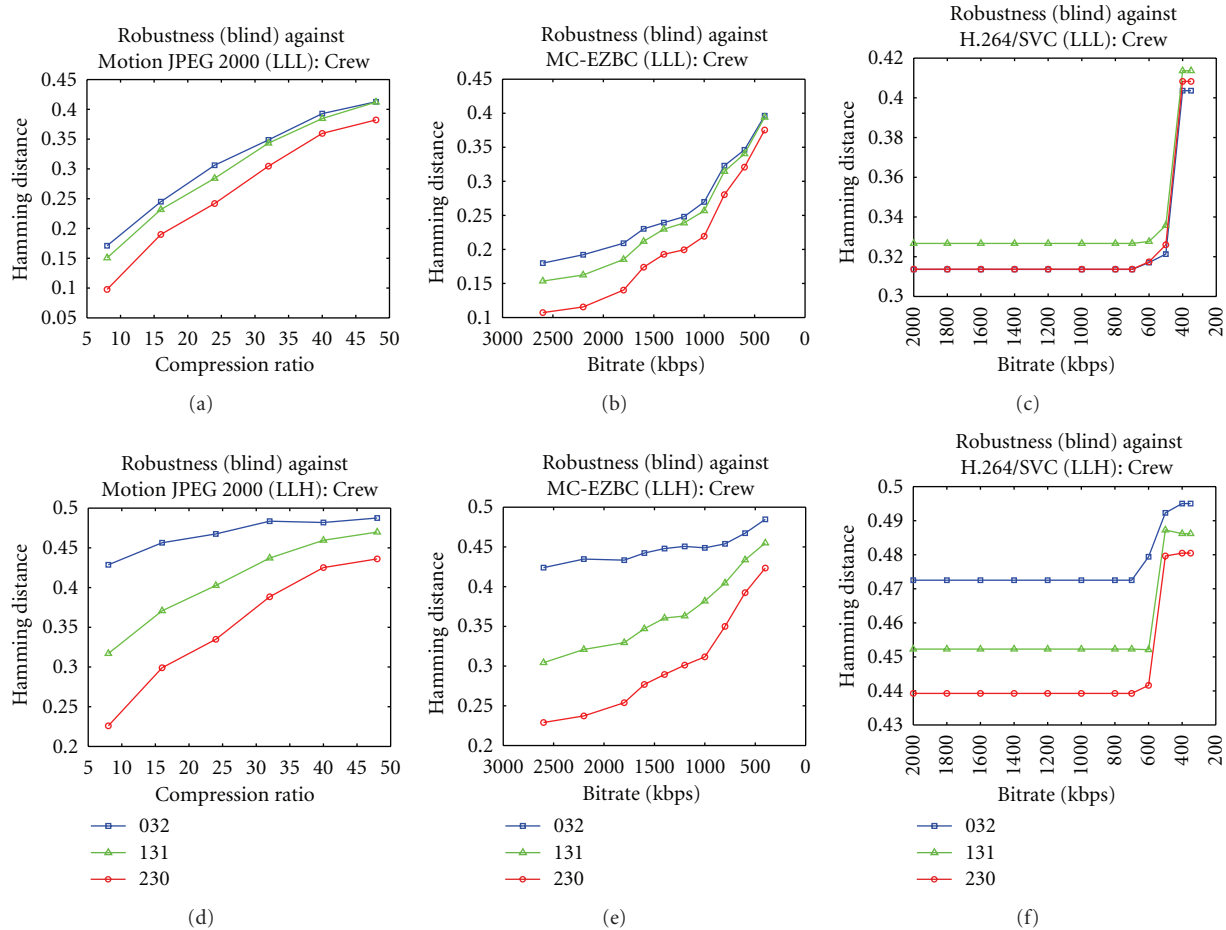 Robustness (blind) against
Motion JPEG 2000 (LLL): Crew
0.45
0.4
0.35
0.3
0.25
0.2
0.15
0.1
0.05
Hamming distance
5 10 15 20 25 30 35 40 45 50
Compression ratio
(a)
Robustness (blind) against
MC-EZBC (LLL): Crew
0.45
0.4
0.35
0.3
0.25
0.2
0.15
0.1
Hamming distance
3000 2500 2000 1500 1000 500 0
Bitrate (kbps)
(b)
Robustness (blind) against
H.264/SVC (LLL): Crew
0.42
0.4
0.38
0.36
0.34
0.32
0.3
Hamming distance
2000 1800 1600 1400 1200 1000 800 600 400 200
Bitrate (kbps)
(c)
Robustness (blind) against
Motion JPEG 2000 (LLH): Crew
0.5
0.45
0.4
0.35
0.3
0.25
0.2
Hamming distance
5 10 15 20 25 30 35 40 45 50
Compression ratio
032
131
230
(d)
Robustness (blind) against
MC-EZBC (LLH): Crew
0.5
0.45
0.4
0.35
0.3
0.25
0.2
Hamming distance
3000 2500 2000 1500 1000 500 0
Bitrate (kbps)
032
131
230
(e)
Robustness (blind) against
H.264/SVC (LLH): Crew
0.5
0.49
0.48
0.47
0.46
0.45
0.44
0.43
Hamming distance
2000 1800 1600 1400 1200 1000 800 600 400 200
Bitrate (kbps)
032
131
230
(f)